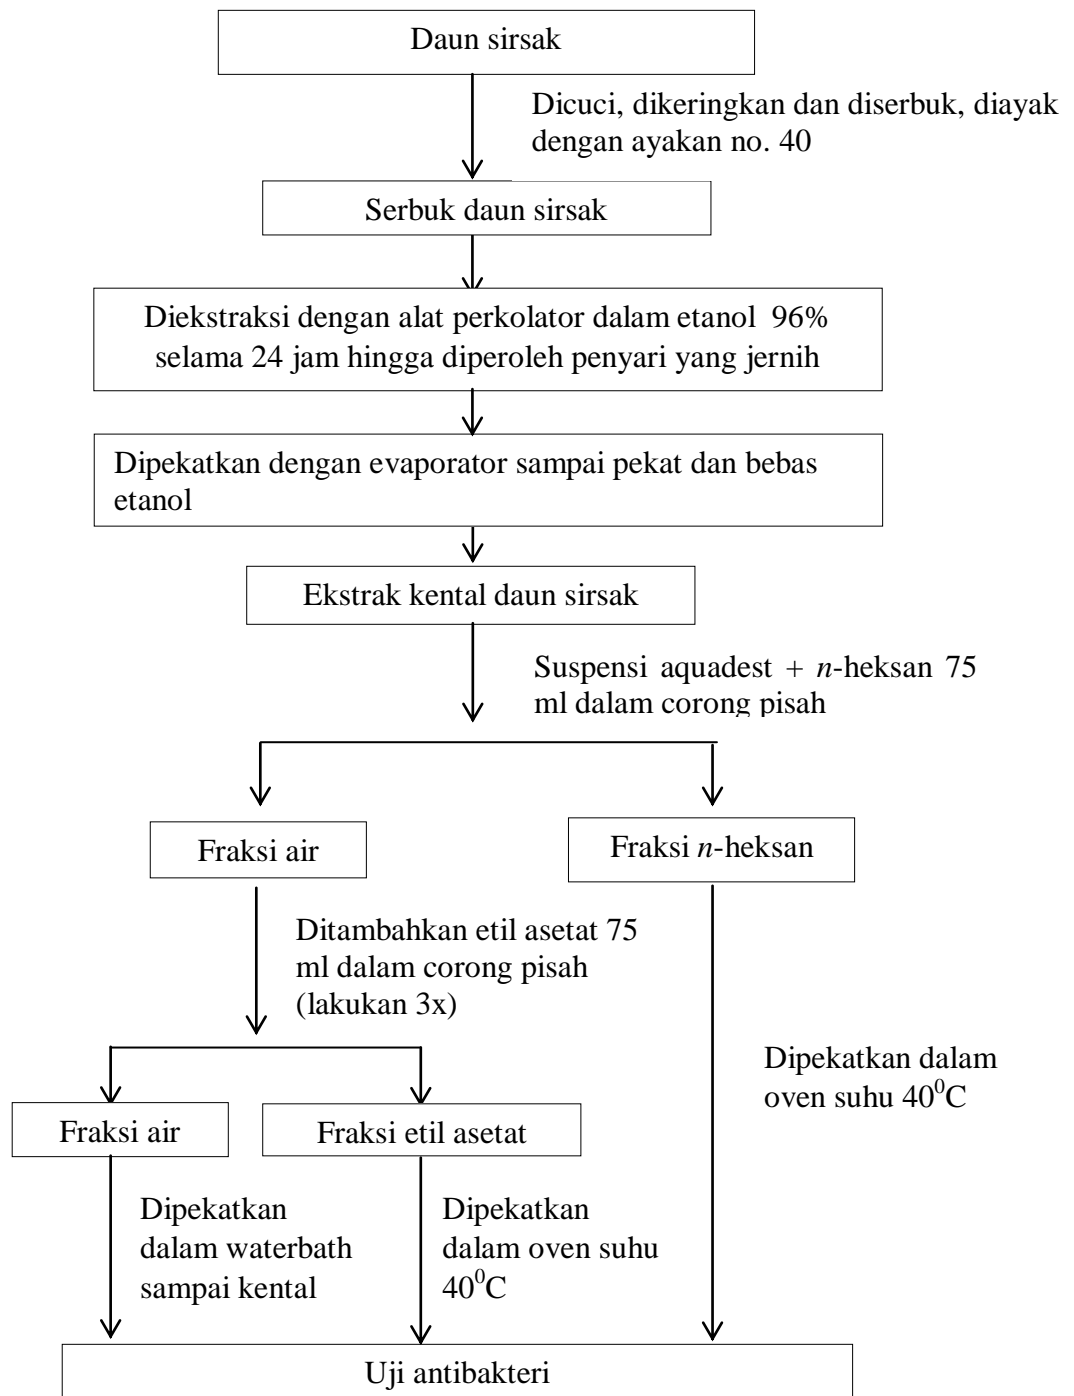 Daun sirsak
Dicuci, dikeringkan dan diserbuk, diayak
dengan ayakan no. 40
Serbuk daun sirsak
Diekstraksi dengan alat perkolator dalam etanol 96%
selama 24 jam hingga diperoleh penyari yang jernih
Dipekatkan dengan evaporator sampai pekat dan bebas
etanol
Ekstrak kental daun sirsak
Suspensi aquadest + n-heksan 75
ml dalam corong pisah
Fraksi air
Fraksi n-heksan
Ditambahkan etil asetat 75
ml dalam corong pisah
(lakukan 3x)
Dipekatkan dalam
oven suhu 40⁰C
Fraksi air
Fraksi etil asetat
Dipekatkan
dalam waterbath
sampai kental
Dipekatkan
dalam oven suhu
40⁰C
Uji antibakteri